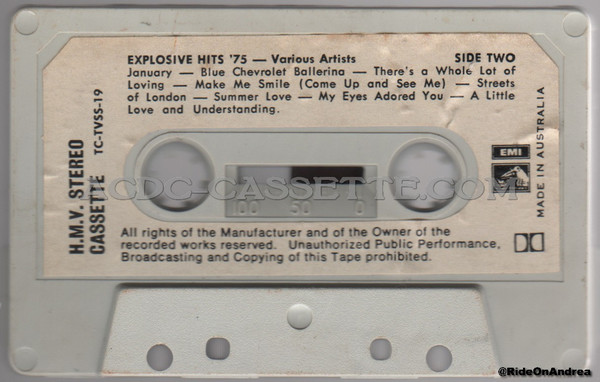 EXPLOSIVE HITS '75 — Various Artists SIDE TWO
January — Blue Chevrolet Ballerina — There's a Whole Lot of
Loving — Make Me Smile (Come Up and See Me) — Streets
of London — Summer Love — My Eyes Adored You — A Little
Love and Understanding.
H.M.V. STEREO
CASSETTE TC-TVSS-19
EMI
MADE IN AUSTRALIA
ACDC-CASSETTE.COM
100 50 0
All rights of the Manufacturer and of the Owner of the
recorded works reserved. Unauthorized Public Performance,
Broadcasting and Copying of this Tape prohibited.
@RideOnAndrea